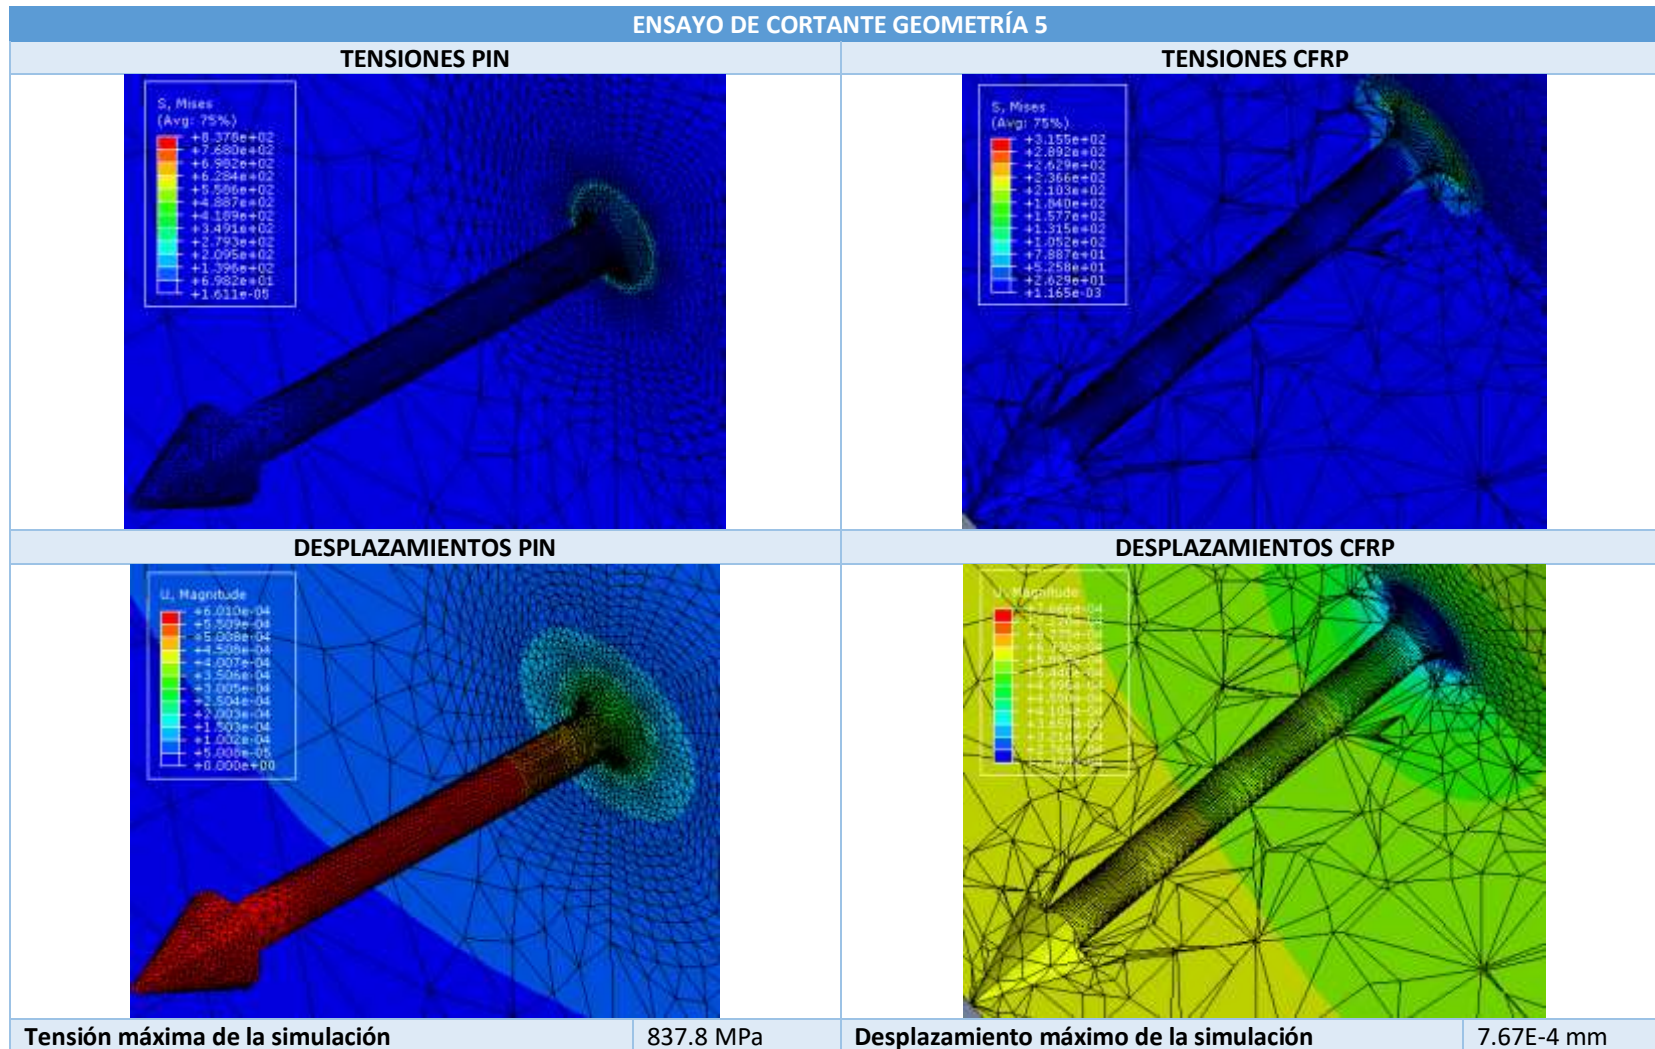 ENSAYO DE CORTANTE GEOMETRÍA 5
TENSIONES PIN
TENSIONES CFRP
S, Mises
(Avg: 75%)
+8.378e+02
+7.680e+02
+6.982e+02
+6.284e+02
+5.586e+02
+4.887e+02
+4.189e+02
+3.491e+02
+2.793e+02
+2.095e+02
+1.396e+02
+6.982e+01
+1.611e-05
S, Mises
(Avg: 75%)
+3.155e+02
+2.892e+02
+2.629e+02
+2.366e+02
+2.103e+02
+1.840e+02
+1.577e+02
+1.315e+02
+1.052e+02
+7.887e+01
+5.258e+01
+2.629e+01
+1.165e-03
DESPLAZAMIENTOS PIN
DESPLAZAMIENTOS CFRP
U, Magnitude
+6.010e-04
+5.509e-04
+5.008e-04
+4.508e-04
+4.007e-04
+3.506e-04
+3.005e-04
+2.504e-04
+2.003e-04
+1.503e-04
+1.002e-04
+5.008e-05
+0.000e+00
U, Magnitude
Tensión máxima de la simulación
837.8 MPa
Desplazamiento máximo de la simulación
7.67E-4 mm